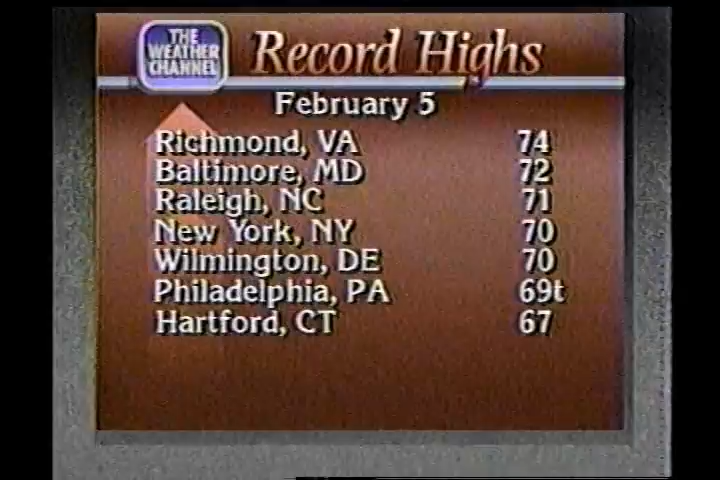 THE
WEATHER
CHANNEL
Record Highs
February 5
Richmond, VA 74
Baltimore, MD 72
Raleigh, NC 71
New York, NY 70
Wilmington, DE 70
Philadelphia, PA 69t
Hartford, CT 67